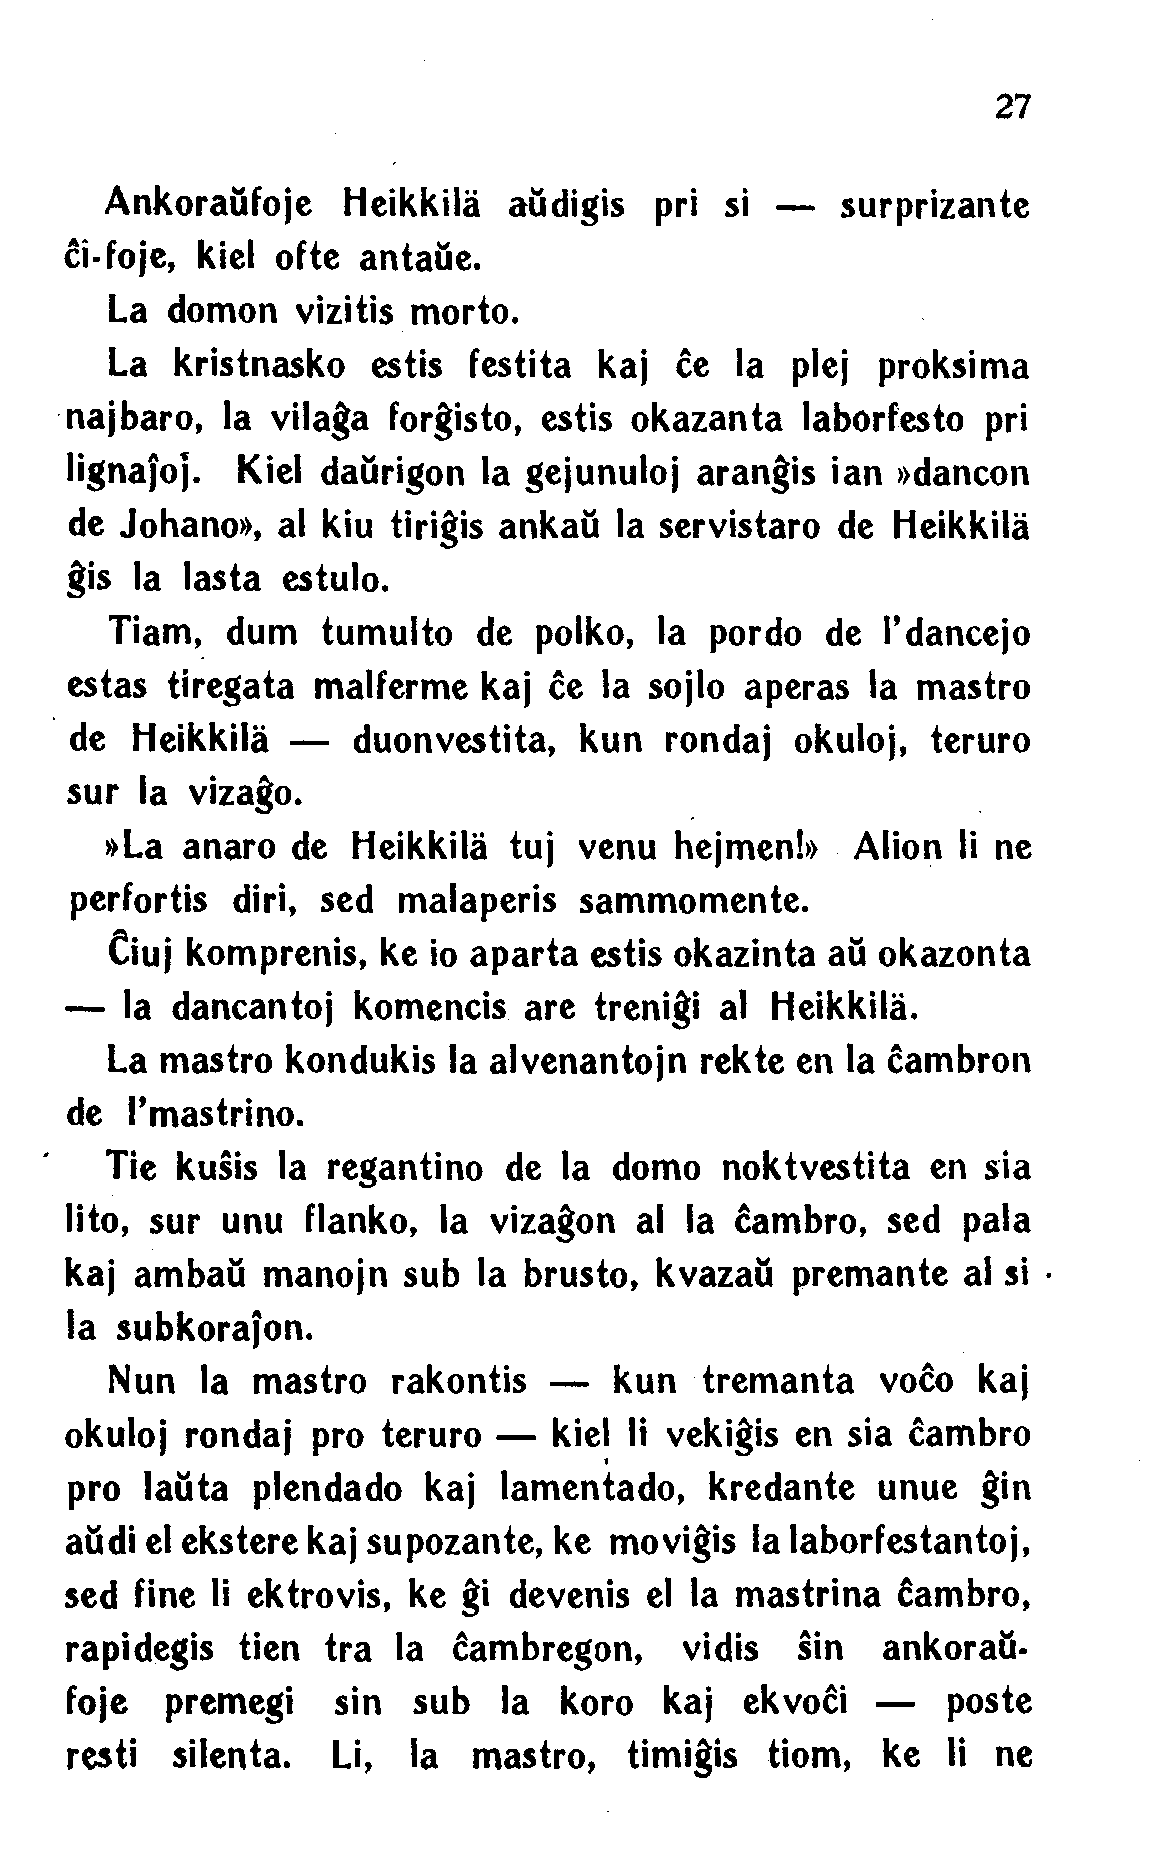 27
Ankoraŭfoje Heikkilä aŭdigis pri si — surprizante
ĉi-foje, kiel ofte antaŭe.
La domon vizitis morto.
La kristnasko estis festita kaj ĉe la plej proksima
najbaro, la vilaĝa forĝisto, estis okazanta laborfesto pri
lignaĵoj. Kiel daŭrigon la gejunuloj aranĝis ian »dancon
de Johano», al kiu tiriĝis ankaŭ la servistaro de Heikkilä
ĝis la lasta estulo.
Tiam, dum tumulto de polko, la pordo de l'dancejo
estas tiregata malferme kaj ĉe la sojlo aperas la mastro
de Heikkilä — duonvestita, kun rondaj okuloj, teruro
sur la vizaĝo.
»La anaro de Heikkilä tuj venu hejmen!» Alion li ne
perfortis diri, sed malaperis sammomente.
Ĉiuj komprenis, ke io aparta estis okazinta aŭ okazonta
— la dancantoj komencis are treniĝi al Heikkilä.
La mastro kondukis la alvenantojn rekte en la ĉambron
de l'mastrino.
Tie kuŝis la regantino de la domo noktvestita en sia
lito, sur unu flanko, la vizaĝon al la ĉambro, sed pala
kaj ambaŭ manojn sub la brusto, kvazaŭ premante al si
la subkoraĵon.
Nun la mastro rakontis — kun tremanta voĉo kaj
okuloj rondaj pro teruro — kiel li vekiĝis en sia ĉambro
pro laŭta plendado kaj lamentado, kredante unue ĝin
aŭdi el ekstere kaj supozante, ke moviĝis la laborfestantoj,
sed fine li ektrovis, ke ĝi devenis el la mastrina ĉambro,
rapidegis tien tra la ĉambregon, vidis ŝin ankoraŭ-
foje premegi sin sub la koro kaj ekvoĉi — poste
resti silenta. Li, la mastro, timiĝis tiom, ke li ne